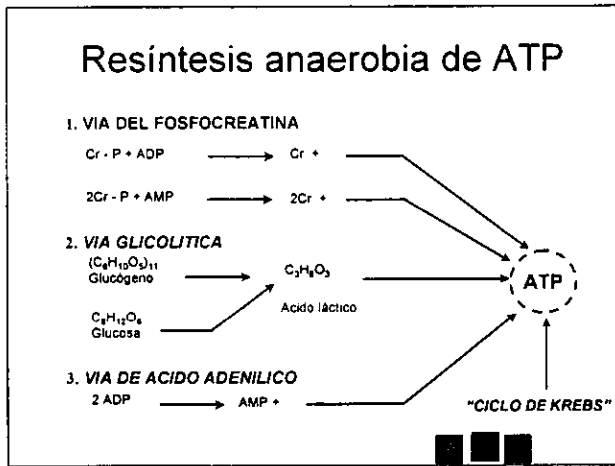 Resíntesis anaerobia de ATP
1. VIA DEL FOSFOCREATINA
Cr - P + ADP Cr +
2Cr - P + AMP 2Cr +
2. VIA GLICOLITICA
(C6H10O5)11
Glucógeno
C3H6O3
Acido láctico
C6H12O6
Glucosa
ATP
3. VIA DE ACIDO ADENILICO
2 ADP AMP +
"CICLO DE KREBS"